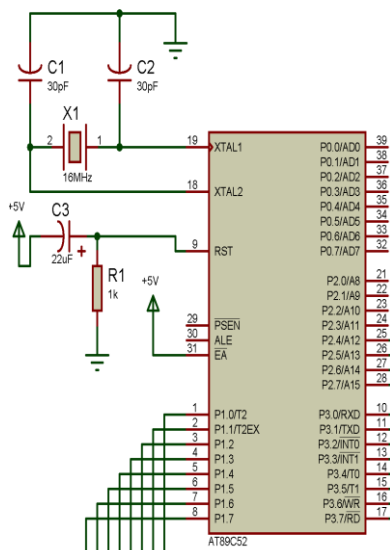 C1
30pF
C2
30pF
X1
2
1
16MHz
+5V
C3
22uF
+
R1
1k
+5V
19 XTAL1
18 XTAL2
9 RST
29 PSEN
30 ALE
31 EA
1 P1.0/T2
2 P1.1/T2EX
3 P1.2
4 P1.3
5 P1.4
6 P1.5
7 P1.6
8 P1.7
P0.0/AD0 39
P0.1/AD1 38
P0.2/AD2 37
P0.3/AD3 36
P0.4/AD4 35
P0.5/AD5 34
P0.6/AD6 33
P0.7/AD7 32
P2.0/A8 21
P2.1/A9 22
P2.2/A10 23
P2.3/A11 24
P2.4/A12 25
P2.5/A13 26
P2.6/A14 27
P2.7/A15 28
P3.0/RXD 10
P3.1/TXD 11
P3.2/INT0 12
P3.3/INT1 13
P3.4/T0 14
P3.5/T1 15
P3.6/WR 16
P3.7/RD 17
AT89C52